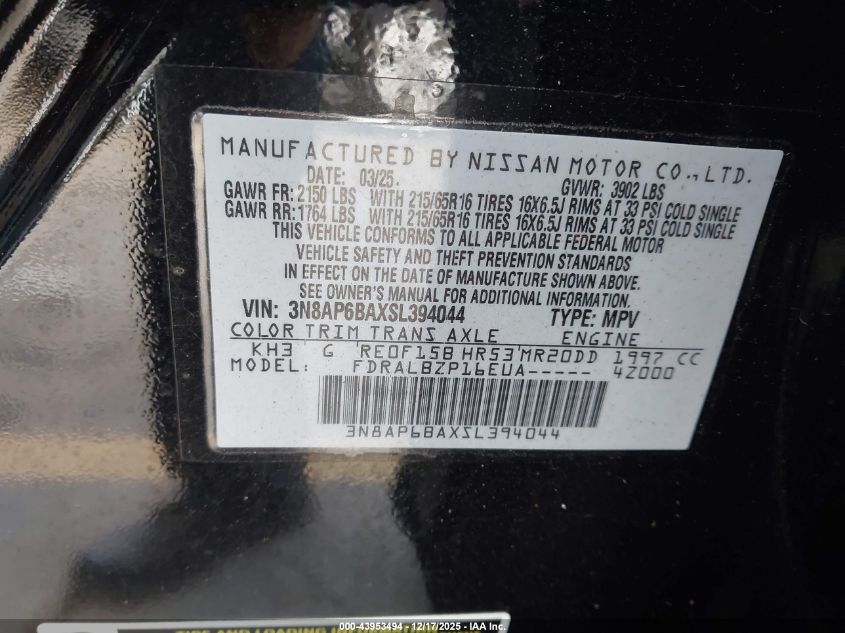 MANUFACTURED BY NISSAN MOTOR CO., LTD.
DATE: 03/25. GVWR: 3902 LBS
GAWR FR: 2150 LBS WITH 215/65R16 TIRES 16X6.5J RIMS AT 33 PSI COLD SINGLE
GAWR RR: 1764 LBS WITH 215/65R16 TIRES 16X6.5J RIMS AT 33 PSI COLD SINGLE
THIS VEHICLE CONFORMS TO ALL APPLICABLE FEDERAL MOTOR
VEHICLE SAFETY AND THEFT PREVENTION STANDARDS
IN EFFECT ON THE DATE OF MANUFACTURE SHOWN ABOVE.
SEE OWNER'S MANUAL FOR ADDITIONAL INFORMATION.
VIN: 3N8AP6BAXSL394044 TYPE: MPV
COLOR TRIM TRANS AXLE ENGINE
KH3 G 'RE0F15B HR53'MR20DD 1997 CC
MODEL: FDRALBZP16EUA----- 42000
3N8AP6BAXSL394044
TIRE AND LOADING INFORMATION
000-43953494 - 12/17/2025 - IAA Inc.